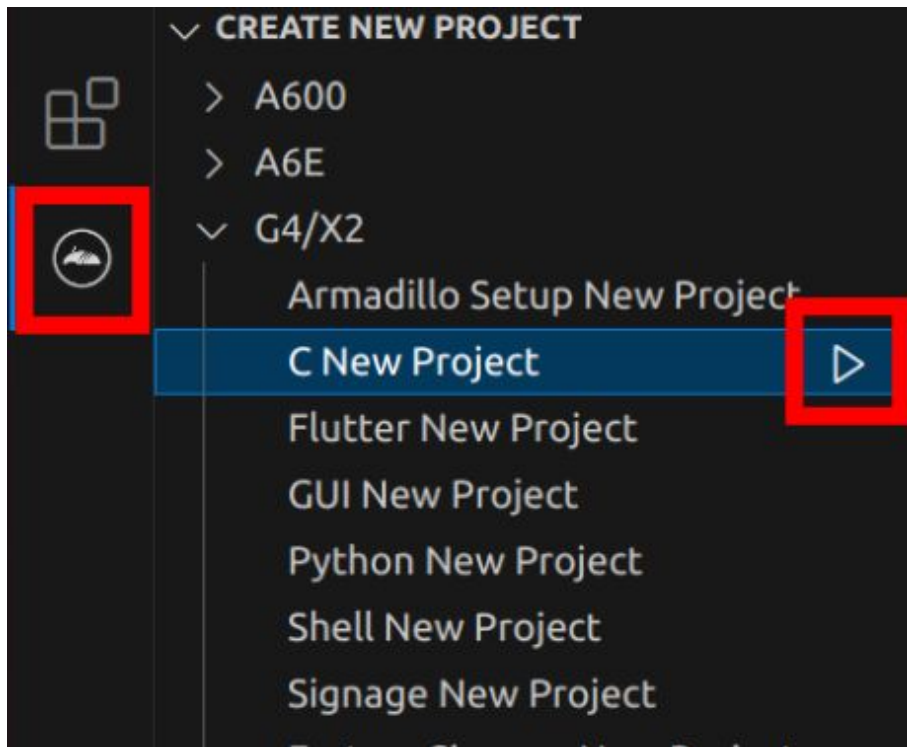 CREATE NEW PROJECT
A600
A6E
G4/X2
Armadillo Setup New Project
C New Project
Flutter New Project
GUI New Project
Python New Project
Shell New Project
Signage New Project